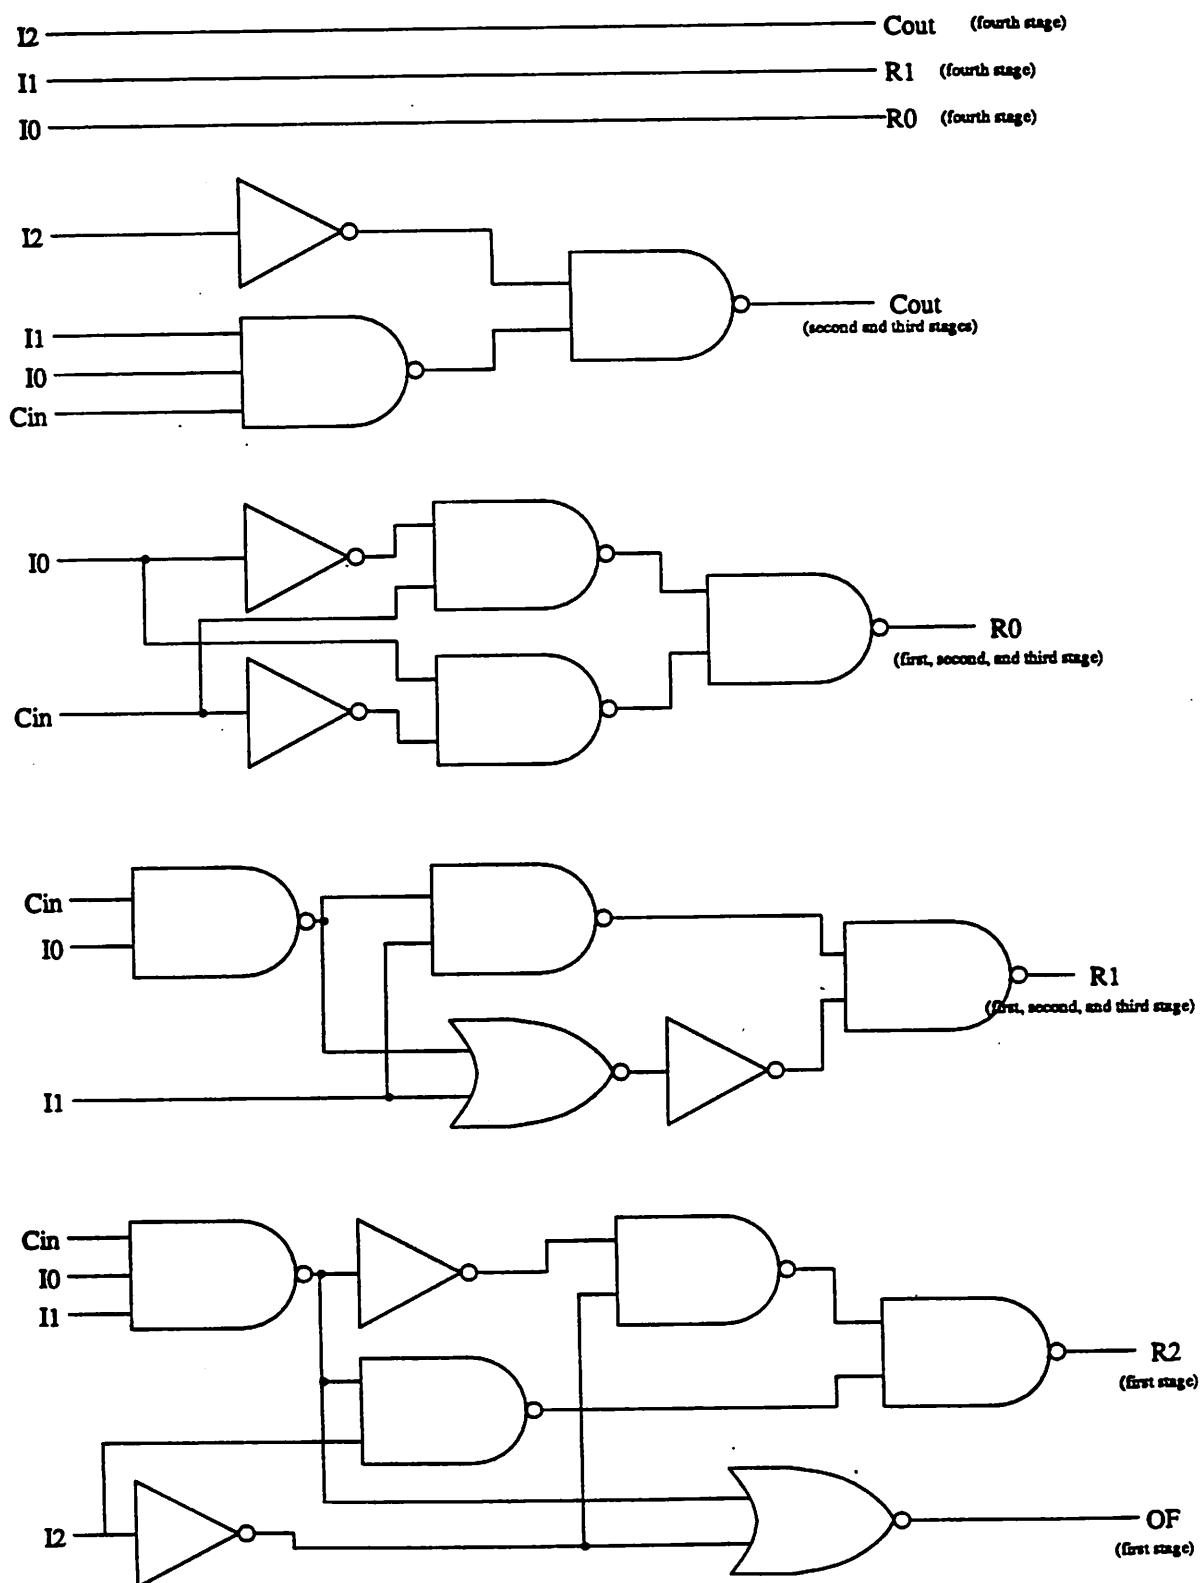 I2 Cout (fourth stage)
I1 R1 (fourth stage)
I0 R0 (fourth stage)
I2
I1
I0
Cin
Cout
(second and third stages)
I0
Cin
R0
(first, second, and third stage)
Cin
I0
I1
R1
(first, second, and third stage)
Cin
I0
I1
I2
R2
(first stage)
OF
(first stage)